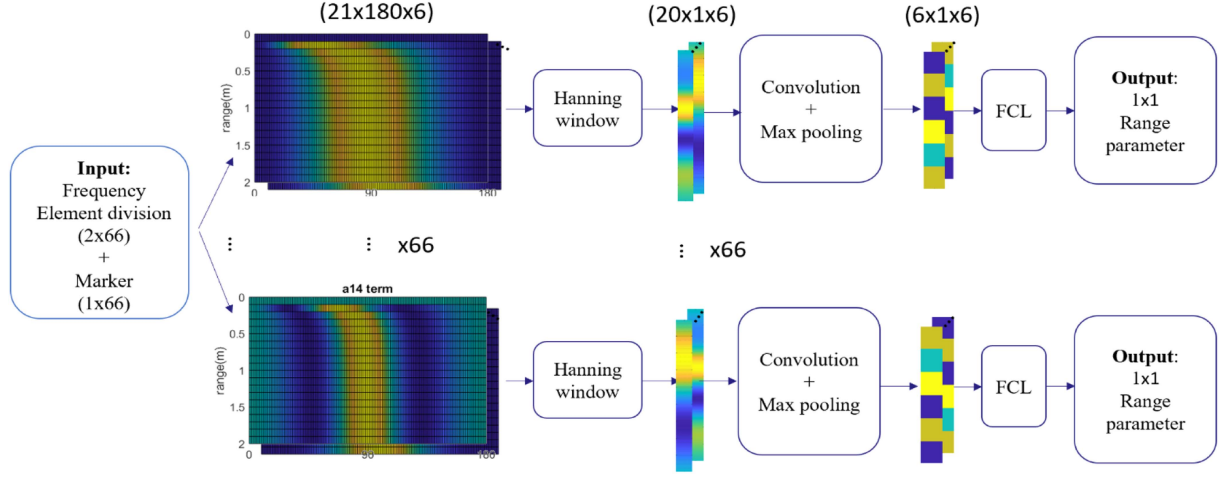 (21x180x6)
(20x1x6)
(6x1x6)
0
0.5
1
1.5
2
range(m)
0
90
180
Input:
Frequency
Element division
(2x66)
+
Marker
(1x66)
Hanning
window
Convolution
+
Max pooling
FCL
Output:
1x1
Range
parameter
x66
x66
a14 term
0
0.5
1
1.5
2
range(m)
0
90
180
Hanning
window
Convolution
+
Max pooling
FCL
Output:
1x1
Range
parameter